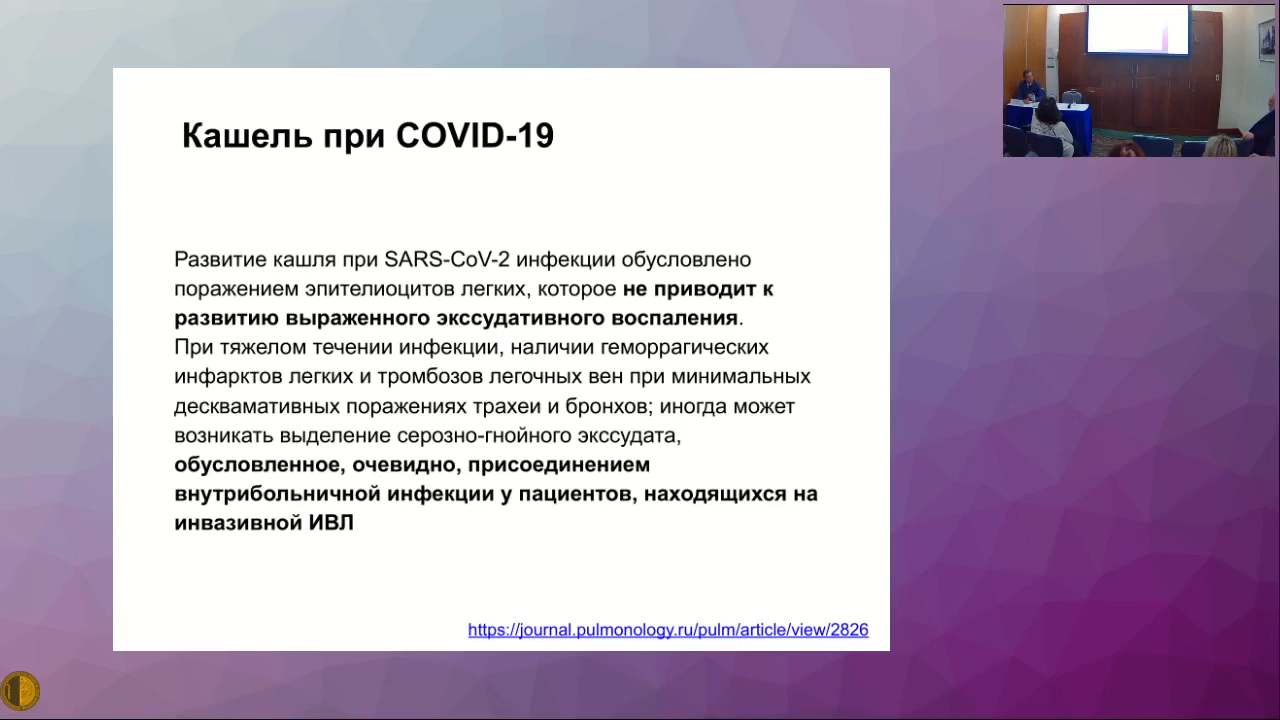 Кашель при COVID-19
Развитие кашля при SARS-CoV-2 инфекции обусловлено
поражением эпителиоцитов легких, которое не приводит к
развитию выраженного экссудативного воспаления.
При тяжелом течении инфекции, наличии геморрагических
инфарктов легких и тромбозов легочных вен при минимальных
десквамативных поражениях трахеи и бронхов; иногда может
возникать выделение серозно-гнойного экссудата,
обусловленное, очевидно, присоединением
внутрибольничной инфекции у пациентов, находящихся на
инвазивной ИВЛ
https://journal.pulmonology.ru/pulm/article/view/2826